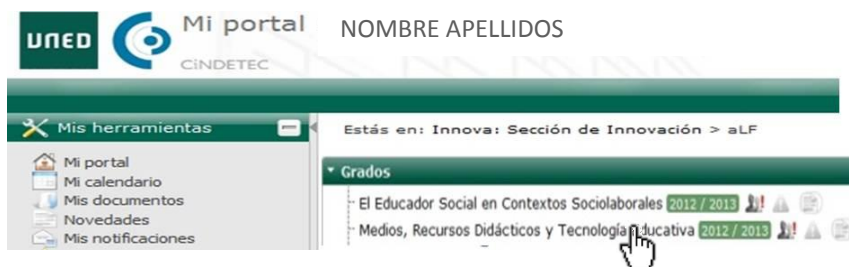 UNED
Mi portal
CiNDETEC
NOMBRE APELLIDOS
Mis herramientas
Mi portal
Mi calendario
Mis documentos
Novedades
Mis notificaciones
Estás en: Innova: Sección de Innovación > aLF
Grados
El Educador Social en Contextos Sociolaborales 2012 / 2013
Medios, Recursos Didácticos y Tecnología Educativa 2012 / 2013